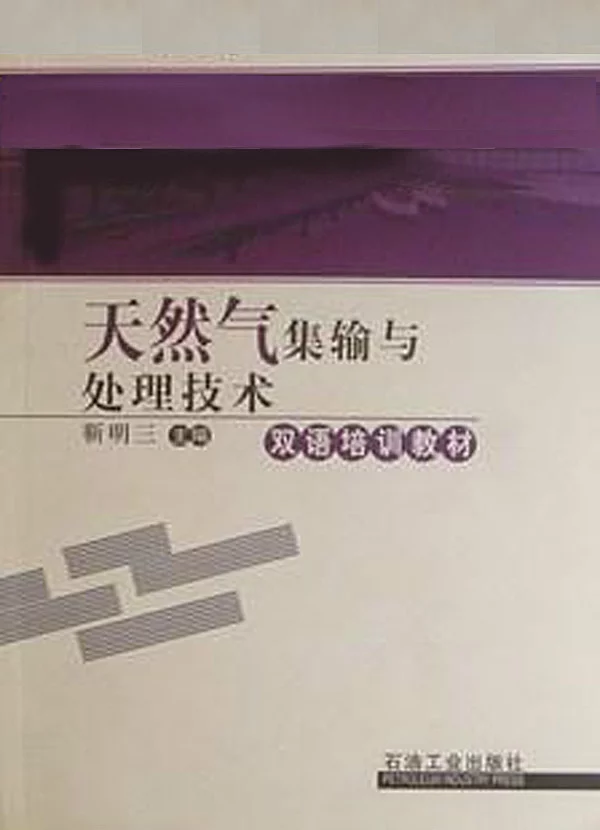 天然气集输与
处理技术
靳明三 主编
双语培训教材
石油工业出版社
PETROLEUM INDUSTRY PRESS